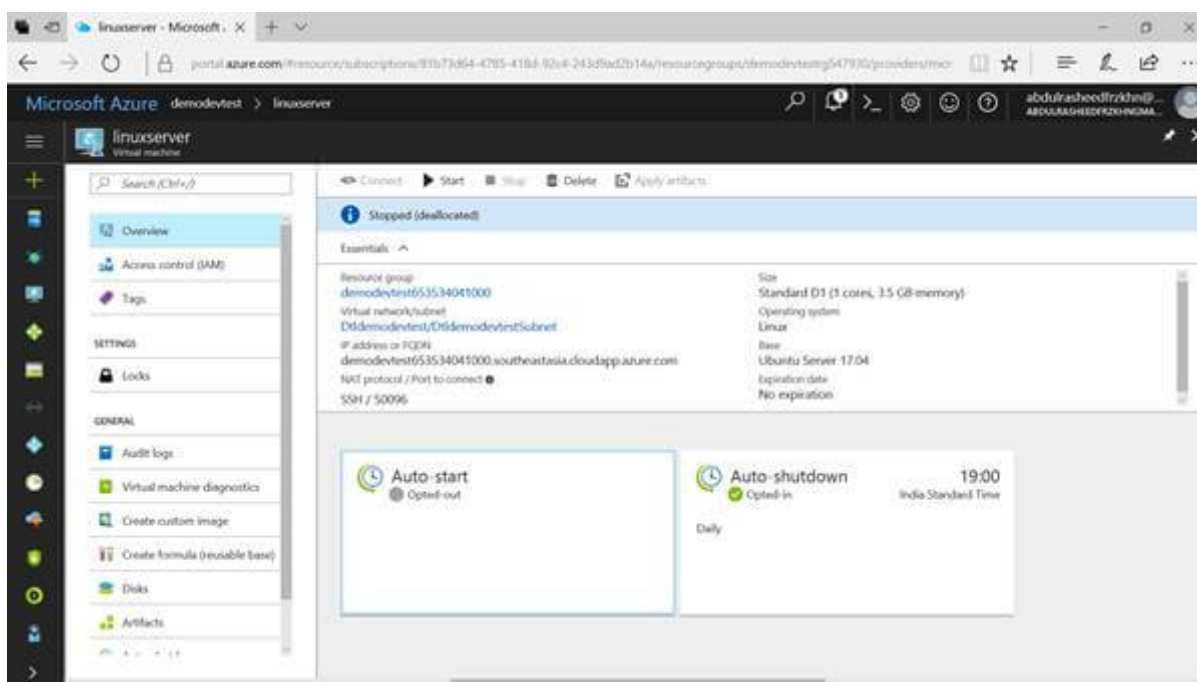 linuxserver - Microsoft
portal.azure.com
Microsoft Azure demodevtest > linuxserver
abdulrasheedfrzkhn@...
linuxserver
Virtual machine
Search (Ctrl+/)
Connect Start Stop Delete Apply artifacts
Stopped (deallocated)
Overview
Access control (IAM)
Tags
SETTINGS
Locks
GENERAL
Audit logs
Virtual machine diagnostics
Create custom image
Create formula (reusable base)
Disks
Artifacts
Essentials
Resource group
demodevtest653534041000
Virtual network/subnet
Dtldemodevtest/DtldemodevtestSubnet
IP address or FQDN
demodevtest653534041000.southeastasia.cloudapp.azure.com
NAT protocol / Port to connect
SSH / 50096
Size
Standard D1 (1 cores, 3.5 GB memory)
Operating system
Linux
Base
Ubuntu Server 17.04
Expiration date
No expiration
Auto-start
Opted-out
Auto-shutdown 19:00
Opted-in India Standard Time
Daily